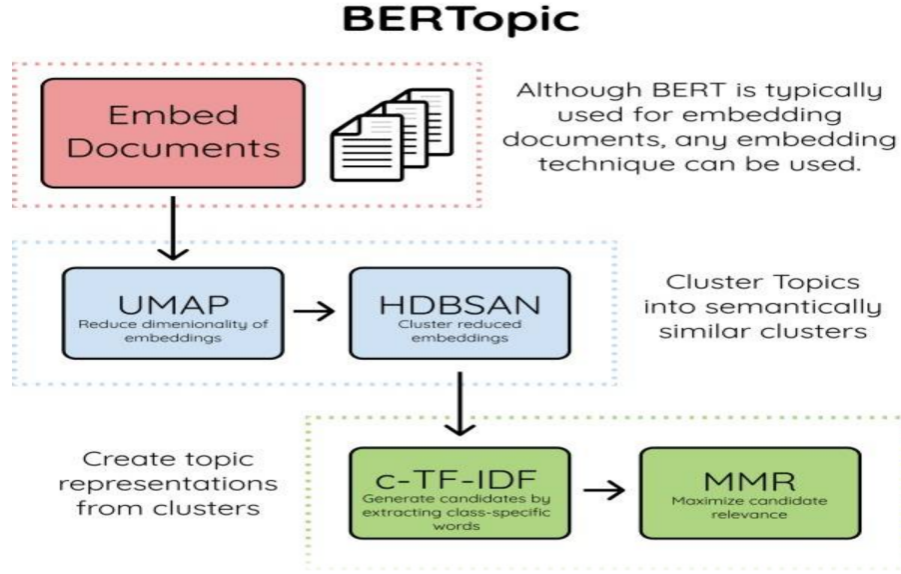 BERTopic
Embed
Documents
Although BERT is typically
used for embedding
documents, any embedding
technique can be used.
UMAP
Reduce dimenionality of
embeddings
HDBSAN
Cluster reduced
embeddings
Cluster Topics
into semantically
similar clusters
Create topic
representations
from clusters
c-TF-IDF
Generate candidates by
extracting class-specific
words
MMR
Maximize candidate
relevance